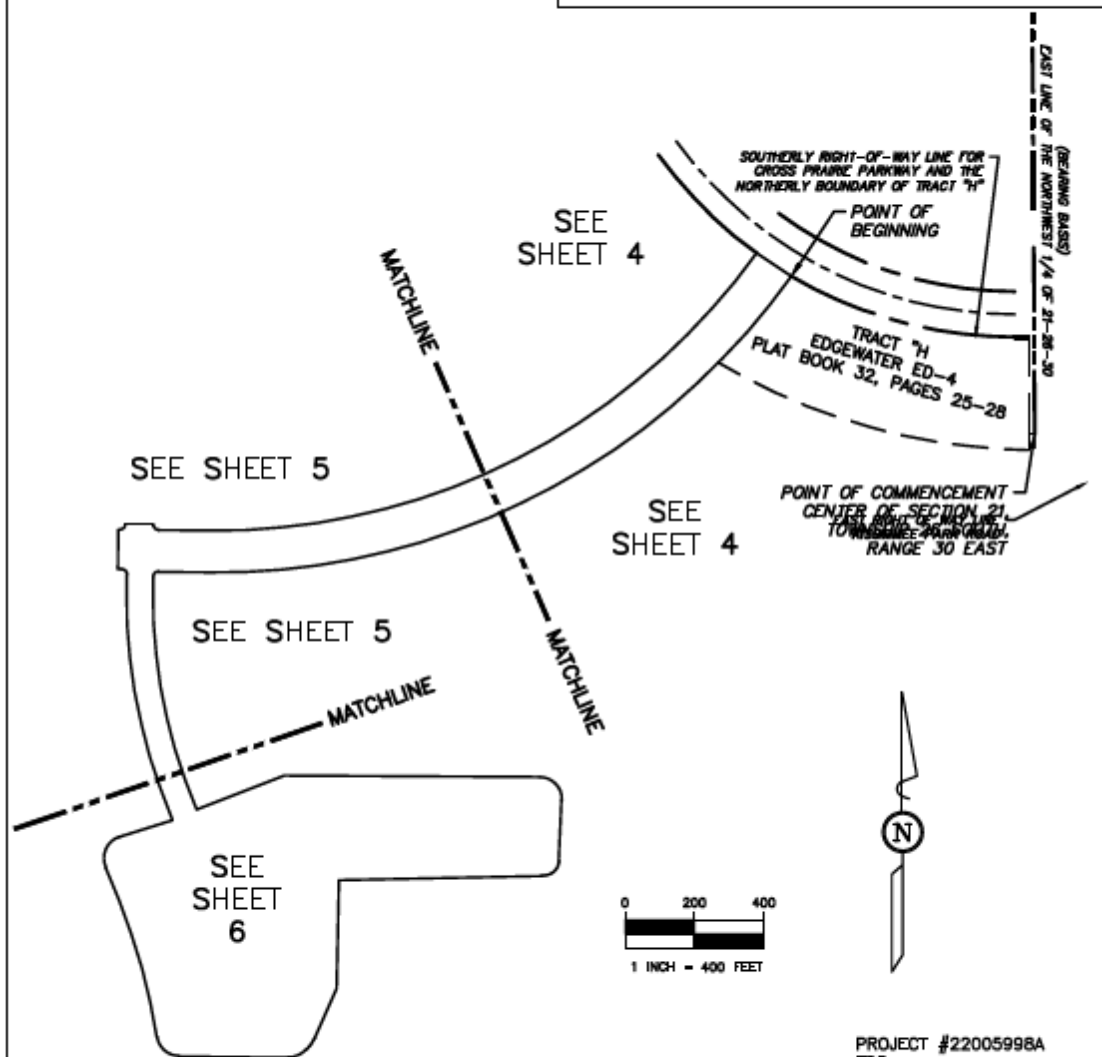 EAST LINE OF THE NORTHWEST 1/4 OF 21-26-30
(BEARING BASIS)
SOUTHERLY RIGHT-OF-WAY LINE FOR
CROSS PRAIRIE PARKWAY AND THE
NORTHERLY BOUNDARY OF TRACT "H"
POINT OF
BEGINNING
SEE
SHEET 4
MATCHLINE
TRACT "H
EDGEWATER ED-4
PLAT BOOK 32, PAGES 25-28
SEE SHEET 5
POINT OF COMMENCEMENT
CENTER OF SECTION 21,
RANGE 30 EAST
SEE
SHEET 4
SEE SHEET 5
MATCHLINE
MATCHLINE
SEE
SHEET
6
N
0 200 400
1 INCH = 400 FEET
PROJECT #22005998A